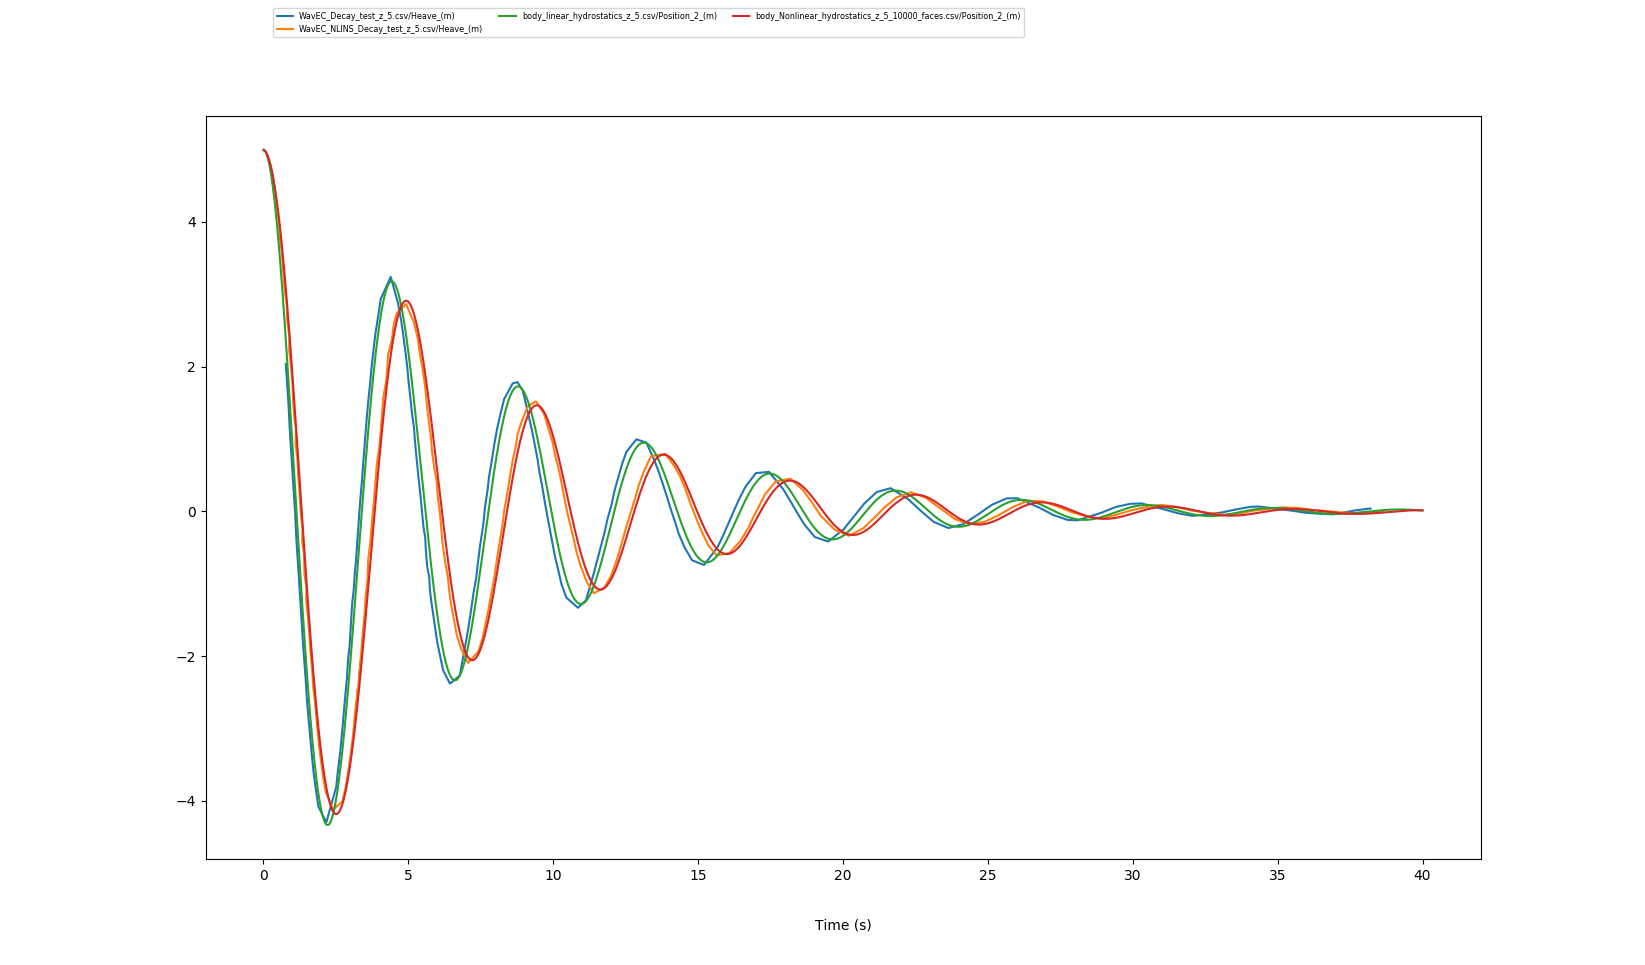 WavEC_Decay_test_z_5.csv/Heave_(m)
WavEC_NLINS_Decay_test_z_5.csv/Heave_(m)
body_linear_hydrostatics_z_5.csv/Position_2_(m)
body_Nonlinear_hydrostatics_z_5_10000_faces.csv/Position_2_(m)
4
2
0
−2
−4
0 5 10 15 20 25 30 35 40
Time (s)